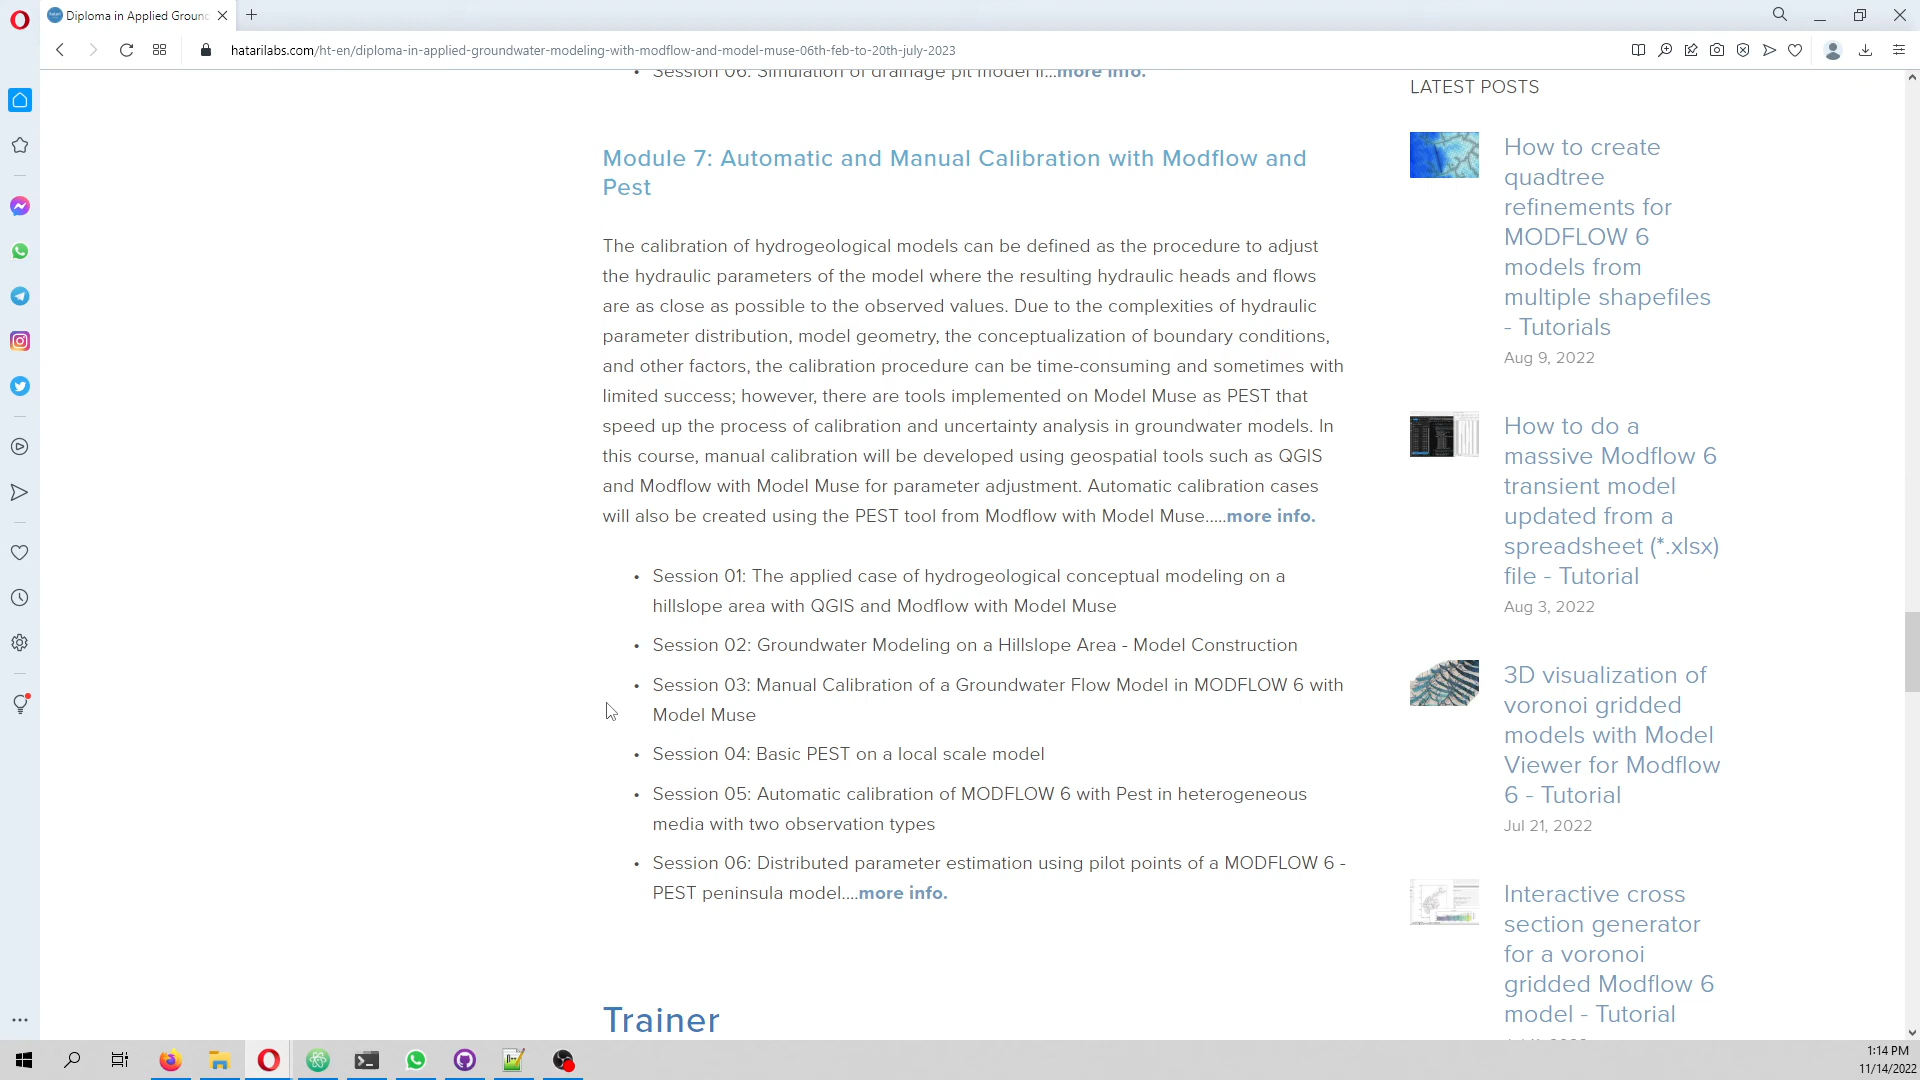 Diploma in Applied Groun
hatarilabs.com/ht-en/diploma-in-applied-groundwater-modeling-with-modflow-and-model-muse-06th-feb-to-20th-july-2023
Session 06: Simulation of drainage pit model II...more info.
Module 7: Automatic and Manual Calibration with Modflow and
Pest
The calibration of hydrogeological models can be defined as the procedure to adjust
the hydraulic parameters of the model where the resulting hydraulic heads and flows
are as close as possible to the observed values. Due to the complexities of hydraulic
parameter distribution, model geometry, the conceptualization of boundary conditions,
and other factors, the calibration procedure can be time-consuming and sometimes with
limited success; however, there are tools implemented on Model Muse as PEST that
speed up the process of calibration and uncertainty analysis in groundwater models. In
this course, manual calibration will be developed using geospatial tools such as QGIS
and Modflow with Model Muse for parameter adjustment. Automatic calibration cases
will also be created using the PEST tool from Modflow with Model Muse.....more info.
• Session 01: The applied case of hydrogeological conceptual modeling on a
hillslope area with QGIS and Modflow with Model Muse
• Session 02: Groundwater Modeling on a Hillslope Area - Model Construction
• Session 03: Manual Calibration of a Groundwater Flow Model in MODFLOW 6 with
Model Muse
• Session 04: Basic PEST on a local scale model
• Session 05: Automatic calibration of MODFLOW 6 with Pest in heterogeneous
media with two observation types
• Session 06: Distributed parameter estimation using pilot points of a MODFLOW 6 -
PEST peninsula model....more info.
Trainer
LATEST POSTS
How to create
quadtree
refinements for
MODFLOW 6
models from
multiple shapefiles
- Tutorials
Aug 9, 2022
How to do a
massive Modflow 6
transient model
updated from a
spreadsheet (*.xlsx)
file - Tutorial
Aug 3, 2022
3D visualization of
voronoi gridded
models with Model
Viewer for Modflow
6 - Tutorial
Jul 21, 2022
Interactive cross
section generator
for a voronoi
gridded Modflow 6
model - Tutorial
1:14 PM
11/14/2022